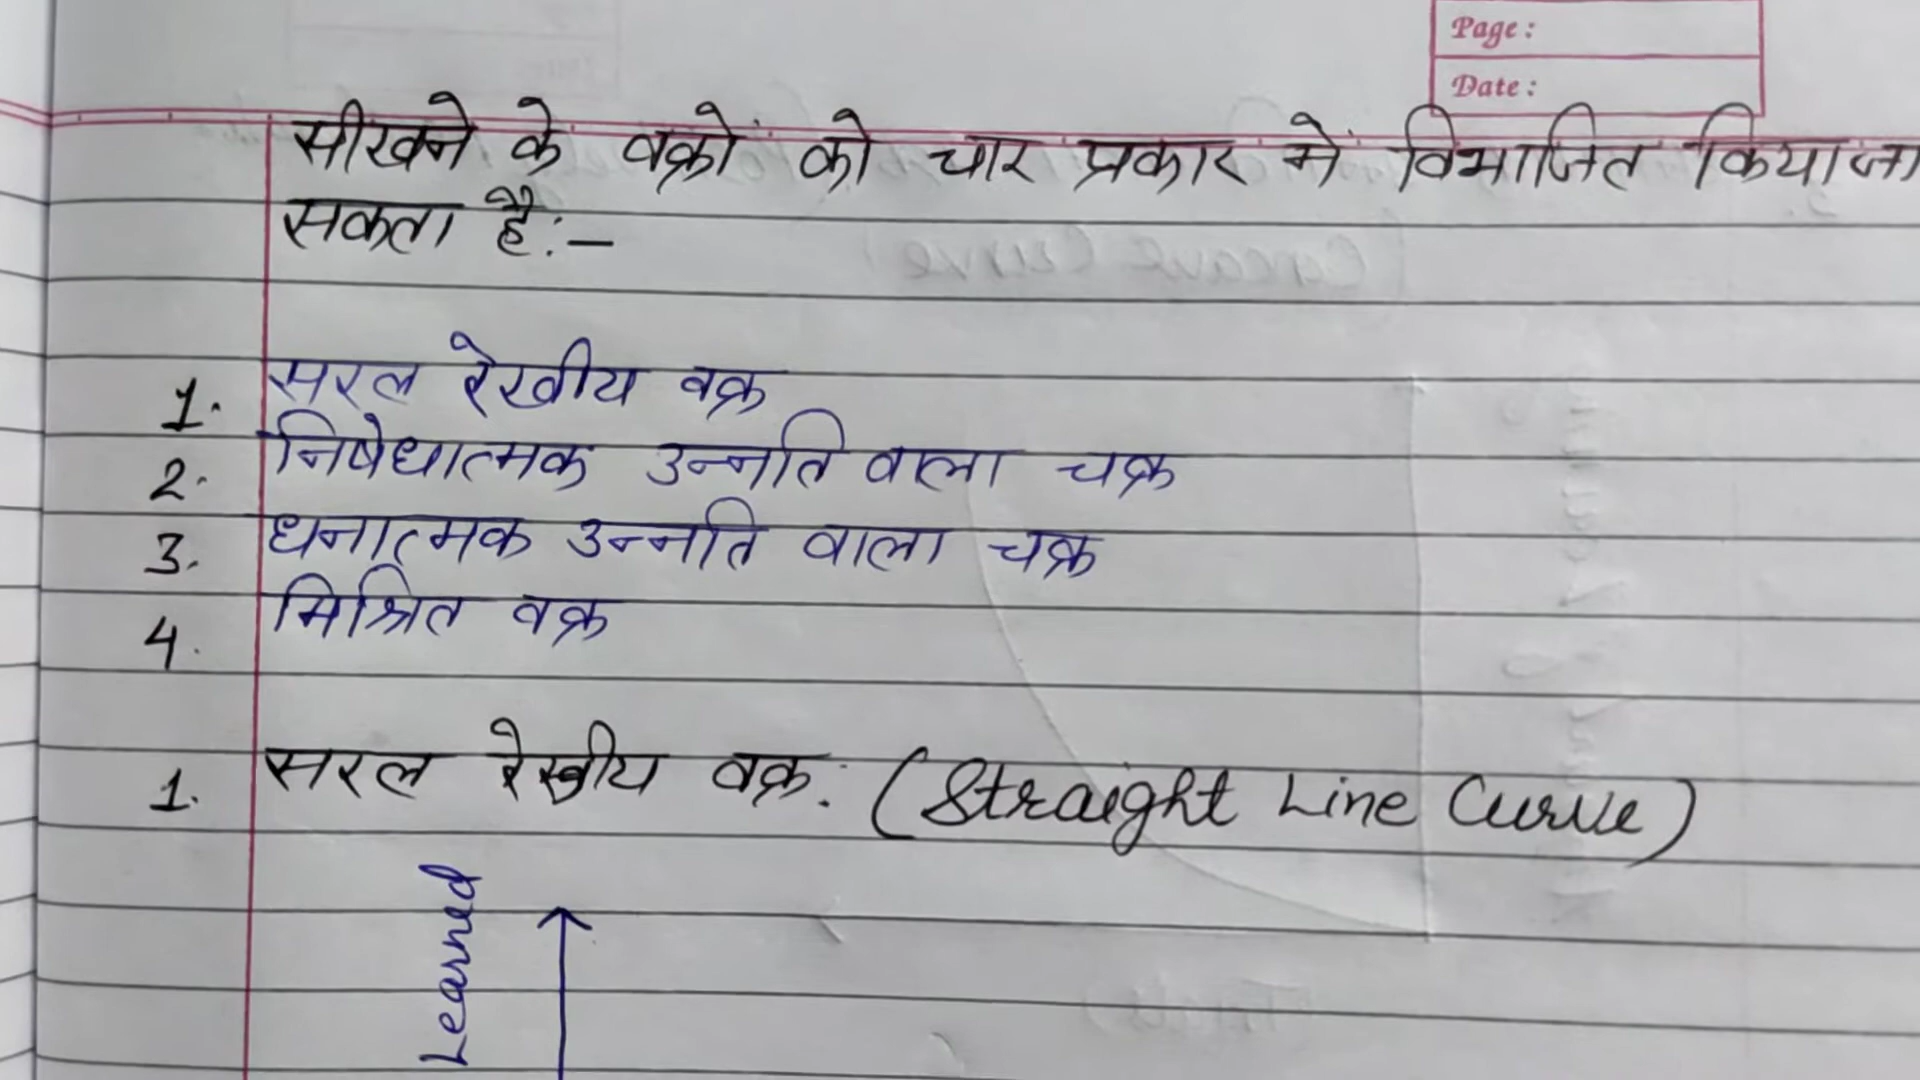 Page :
Date :
सीखने के वक्रो को चार प्रकार में विभाजित किया जा
सकता है:-
1. सरल रेखीय वक्र
2. निषेधात्मक उन्नति वाला चक्र
3. धनात्मक उन्नति वाला चक्र
4. मिश्रित वक्र
1. सरल रेखीय वक्र : (Straight Line Curve)
Learned